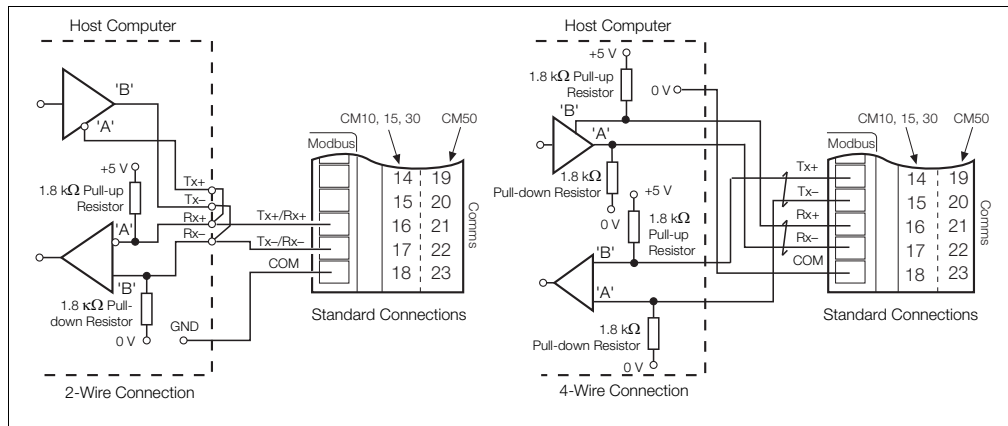 Host Computer
'B'
'A'
+5 V
1.8 kΩ Pull-up
Resistor
'A'
'B'
1.8 κΩ Pull-
down Resistor
0 V
GND
Tx+
Tx–
Rx+
Rx–
Tx+/Rx+
Tx–/Rx–
COM
Modbus
CM10, 15, 30
CM50
14 19
15 20
16 21
17 22
18 23
Comms
Standard Connections
2-Wire Connection
Host Computer
+5 V
1.8 kΩ Pull-up
Resistor
0 V
'B'
'A'
1.8 kΩ
Pull-down Resistor
0 V
+5 V
1.8 kΩ
Pull-up
Resistor
'B'
'A'
1.8 kΩ
Pull-down Resistor
0 V
Tx+
Tx–
Rx+
Rx–
COM
Modbus
CM10, 15, 30
CM50
14 19
15 20
16 21
17 22
18 23
Comms
Standard Connections
4-Wire Connection